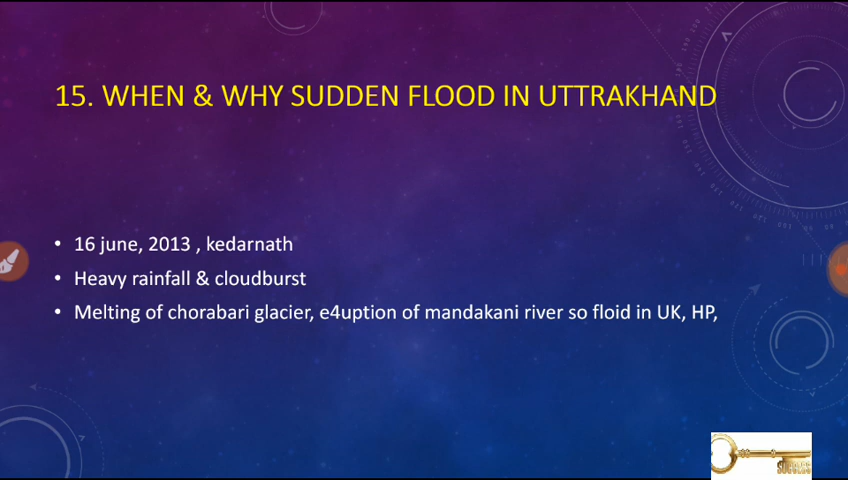 15. WHEN & WHY SUDDEN FLOOD IN UTTRAKHAND
• 16 june, 2013 , kedarnath
• Heavy rainfall & cloudburst
• Melting of chorabari glacier, e4uption of mandakani river so floid in UK, HP,
SUCCESS